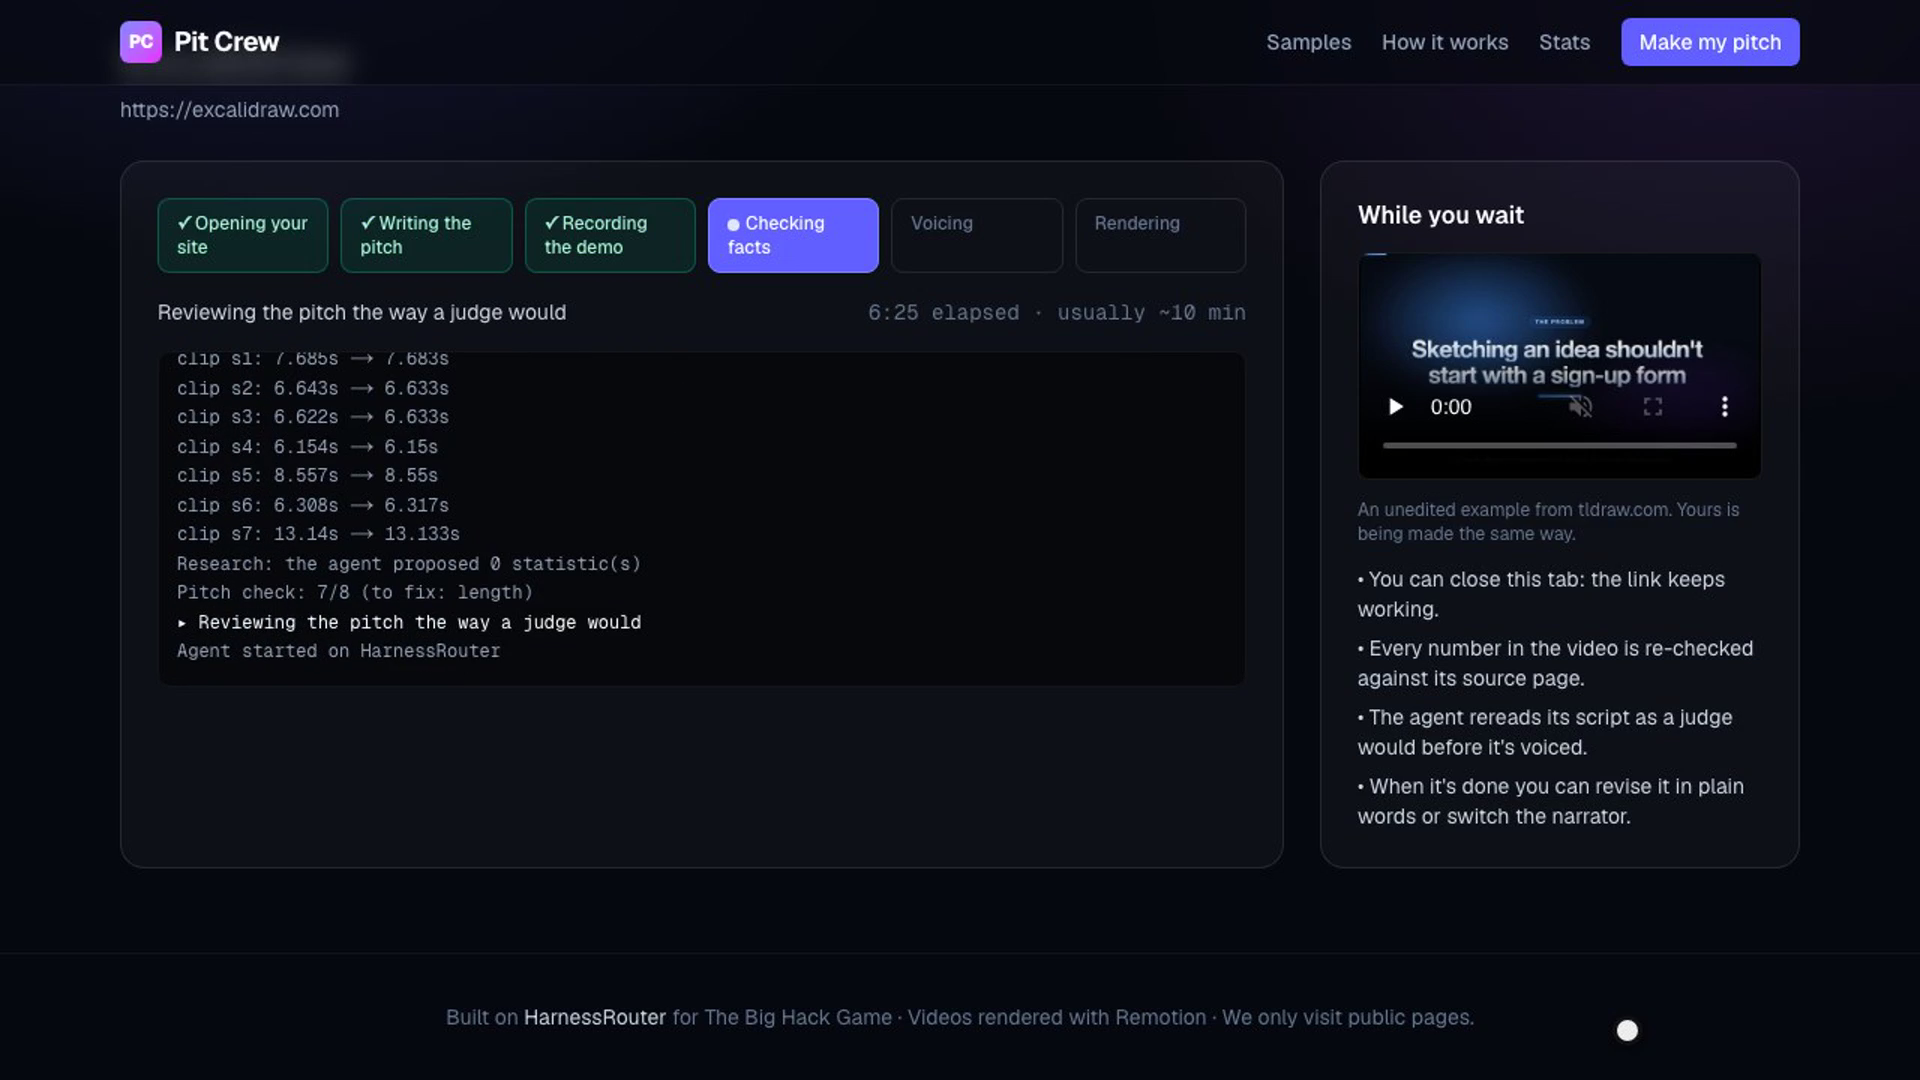 PC Pit Crew
Samples How it works Stats Make my pitch
https://excalidraw.com
✓ Opening your
site
✓ Writing the
pitch
✓ Recording
the demo
● Checking
facts
Voicing
Rendering
Reviewing the pitch the way a judge would
6:25 elapsed · usually ~10 min
clip s1: 7.685s → 7.683s
clip s2: 6.643s → 6.633s
clip s3: 6.622s → 6.633s
clip s4: 6.154s → 6.15s
clip s5: 8.557s → 8.55s
clip s6: 6.308s → 6.317s
clip s7: 13.14s → 13.133s
Research: the agent proposed 0 statistic(s)
Pitch check: 7/8 (to fix: length)
▸ Reviewing the pitch the way a judge would
Agent started on HarnessRouter
While you wait
THE PROBLEM
Sketching an idea shouldn't
start with a sign-up form
0:00
An unedited example from tldraw.com. Yours is
being made the same way.
• You can close this tab: the link keeps
working.
• Every number in the video is re-checked
against its source page.
• The agent rereads its script as a judge
would before it's voiced.
• When it's done you can revise it in plain
words or switch the narrator.
Built on HarnessRouter for The Big Hack Game · Videos rendered with Remotion · We only visit public pages.